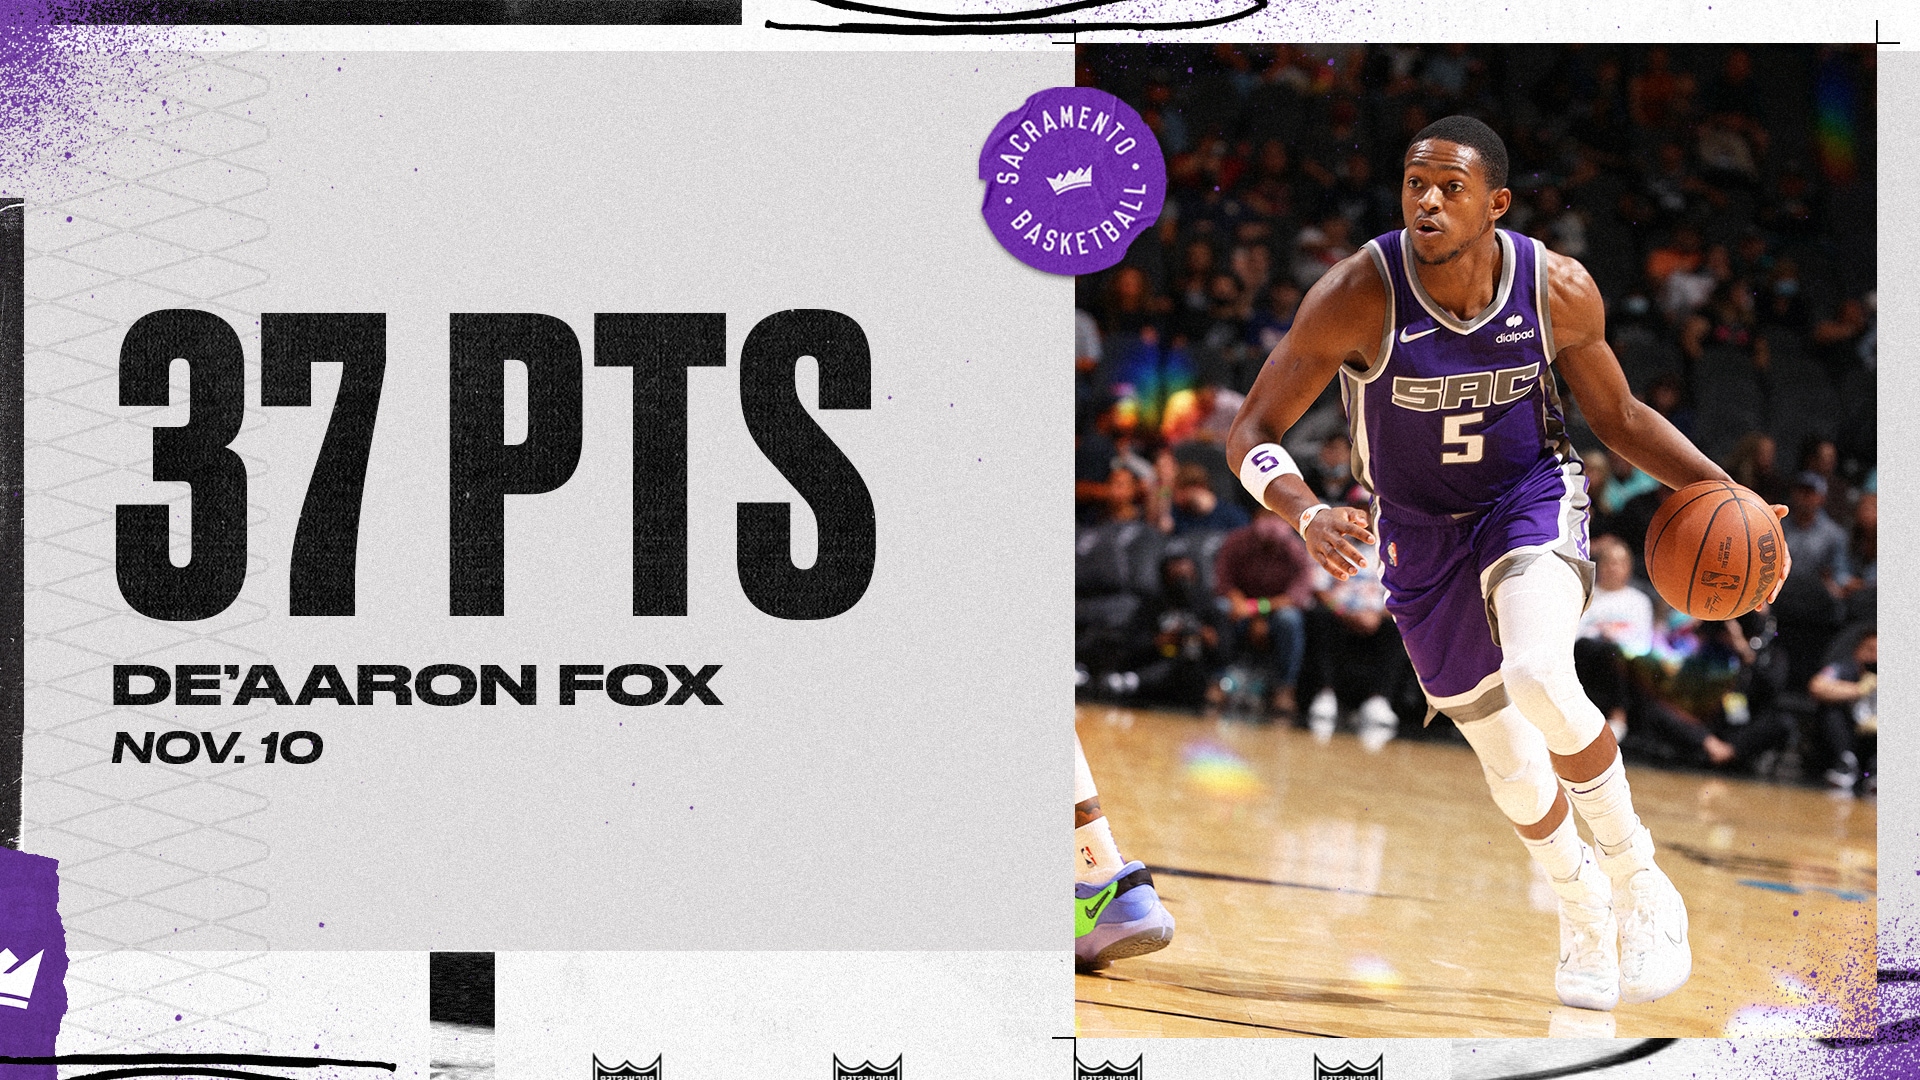 SACRAMENTO
BASKETBALL
37 PTS
DE’AARON FOX
NOV. 10
dialpad
SAC
5
5